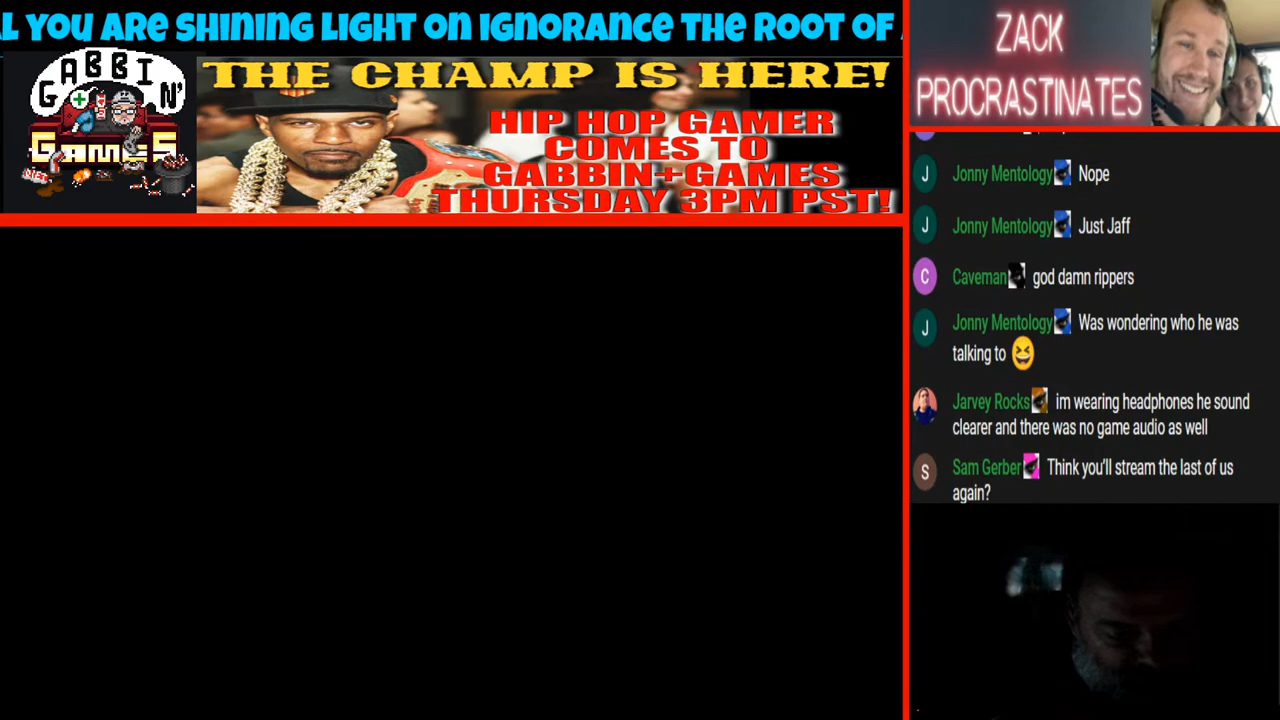 L YOU ARE SHINING LIGHT ON IGNORANCE THE ROOT OF
GABBIN'
GAMES
THE CHAMP IS HERE!
HIP HOP GAMER
COMES TO
GABBIN+GAMES
THURSDAY 3PM PST!
ZACK
PROCRASTINATES
J
Jonny Mentology Nope
J
Jonny Mentology Just Jaff
C
Caveman god damn rippers
J
Jonny Mentology Was wondering who he was
talking to 😆
Jarvey Rocks im wearing headphones he sound
clearer and there was no game audio as well
S
Sam Gerber Think you'll stream the last of us
again?